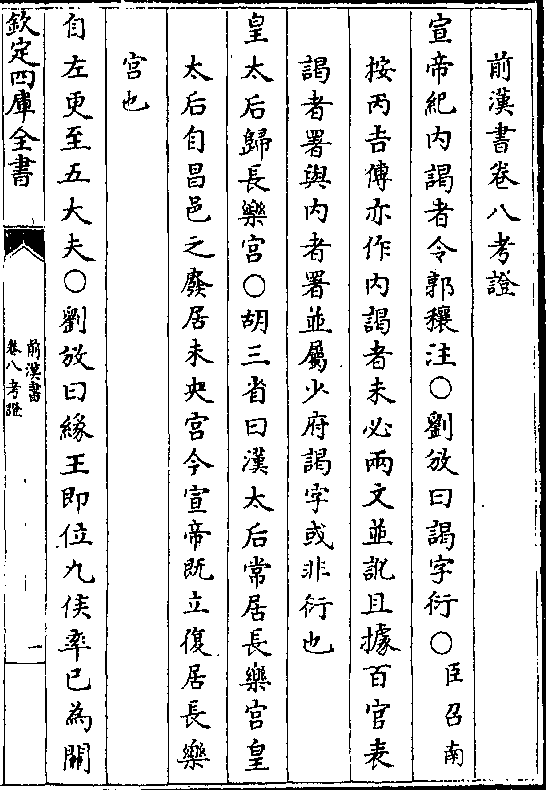 前漢書卷八考證
宣帝紀内謁者令郭穰注○劉攽曰謁字衍○臣召南
按丙吉傳亦作内謁者未必兩文並訛且據百官表
謁者署與内者署並屬少府謁字或非衍也
皇太后歸長樂宮○胡三省曰漢太后常居長樂宮皇
太后自昌邑之廢居未央宮今宣帝既立復居長樂
宮也
自左更至五大夫○劉攽曰緣王即位九侯率已為關
欽定四庫全書
前漢書
卷八考證
一